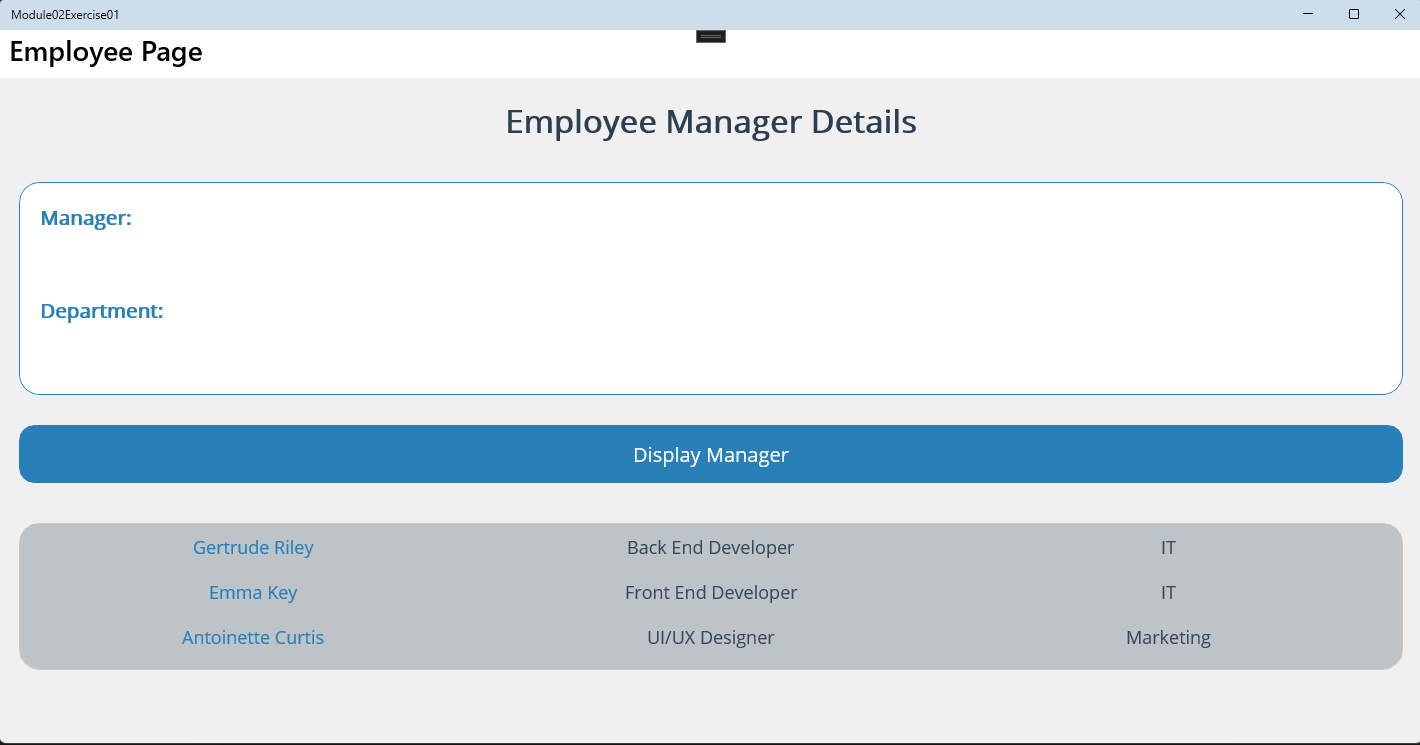 Module02Exercise01
Employee Page
Employee Manager Details
Manager:
Department:
Display Manager
Gertrude Riley Back End Developer IT
Emma Key Front End Developer IT
Antoinette Curtis UI/UX Designer Marketing